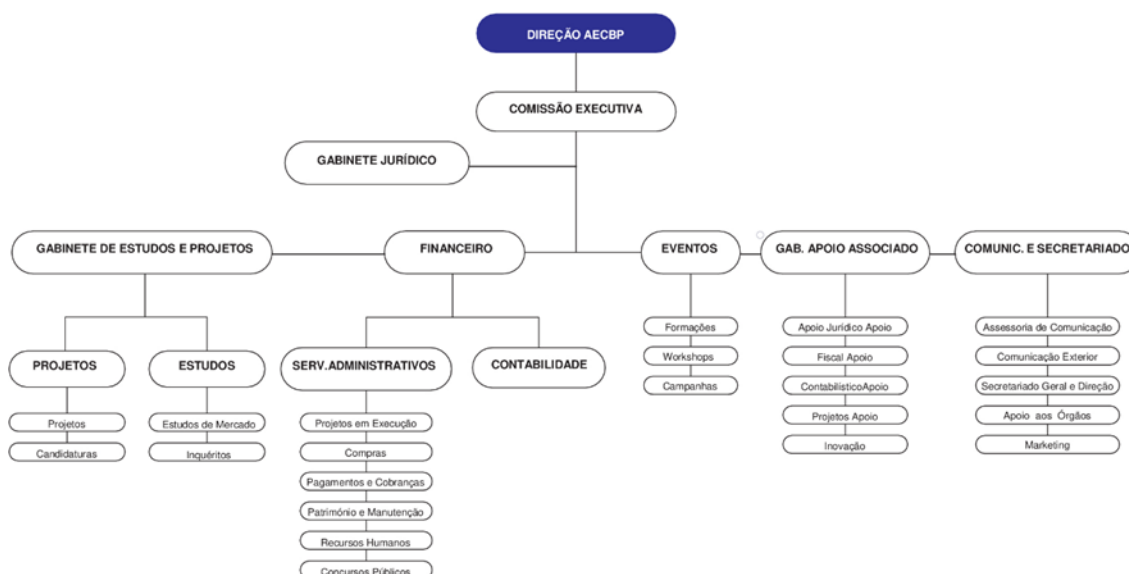 DIREÇÃO AECBP
COMISSÃO EXECUTIVA
GABINETE JURÍDICO
GABINETE DE ESTUDOS E PROJETOS
FINANCEIRO
EVENTOS
GAB. APOIO ASSOCIADO
COMUNIC. E SECRETARIADO
PROJETOS
Projetos
Candidaturas
ESTUDOS
Estudos de Mercado
Inquéritos
SERV.ADMINISTRATIVOS
Projetos em Execução
Compras
Pagamentos e Cobranças
Património e Manutenção
Recursos Humanos
Concursos Públicos
CONTABILIDADE
Formações
Workshops
Campanhas
Apoio Jurídico Apoio
Fiscal Apoio
ContabilísticoApoio
Projetos Apoio
Inovação
Assessoria de Comunicação
Comunicação Exterior
Secretariado Geral e Direção
Apoio aos Órgãos
Marketing